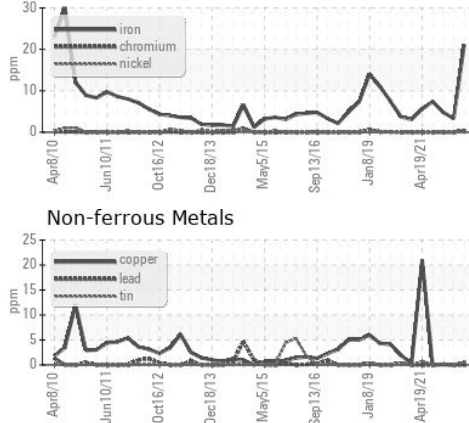 30
20
10
0
ppm
iron
chromium
nickel
Apr8/10
Jun10/11
Oct16/12
Dec18/13
May5/15
Sep13/16
Jan8/19
Apr19/21
Non-ferrous Metals
25
20
15
10
5
0
ppm
copper
lead
tin
Apr8/10
Jun10/11
Oct16/12
Dec18/13
May5/15
Sep13/16
Jan8/19
Apr19/21